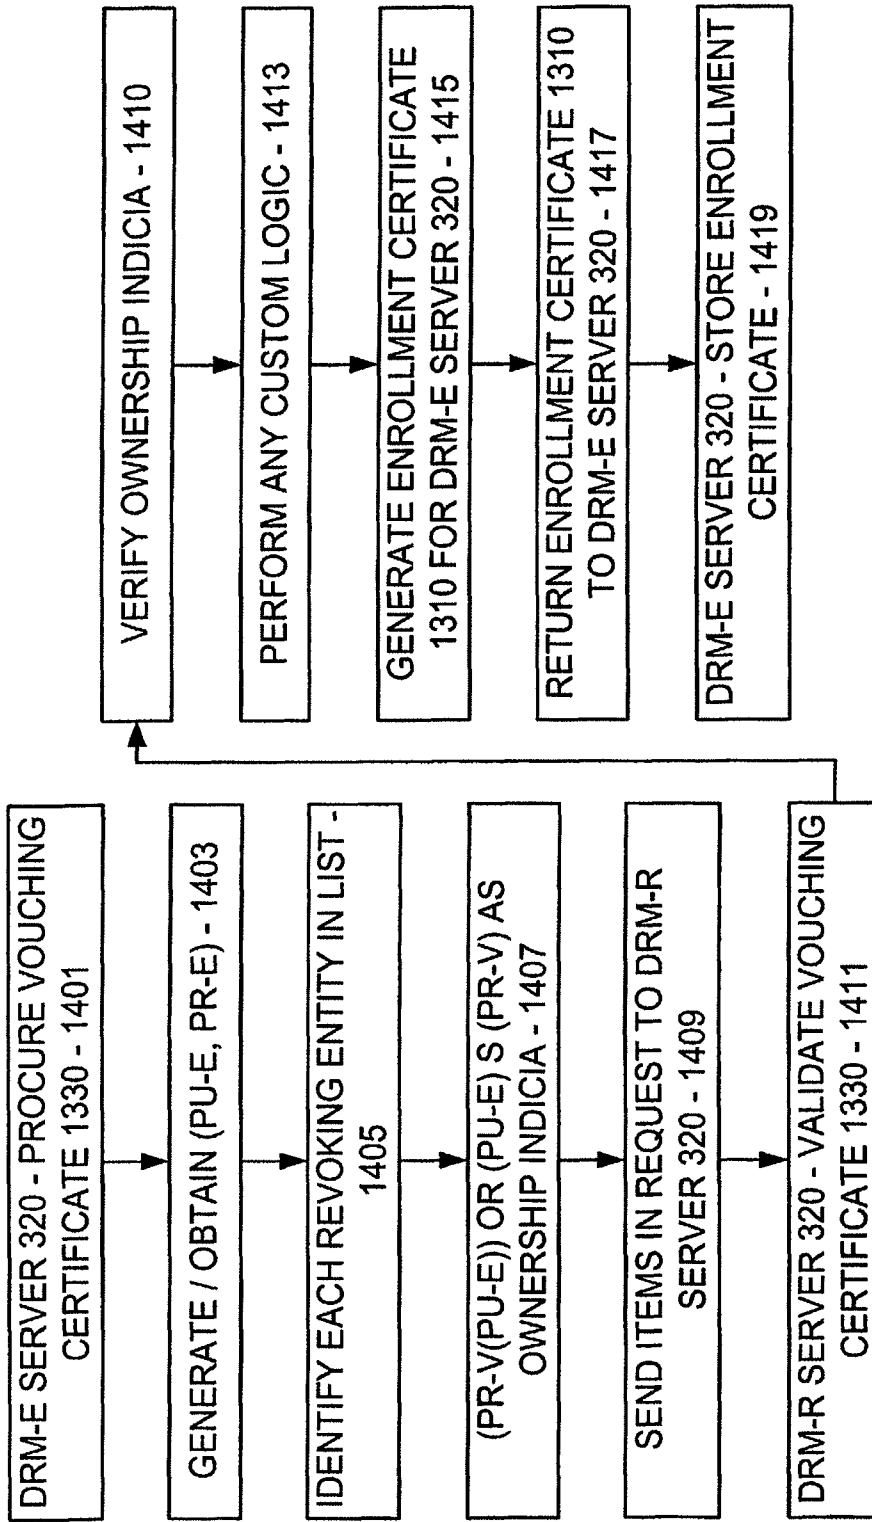 DRM-E SERVER 320 - PROCURE VOUCHING
CERTIFICATE 1330 - 1401
GENERATE / OBTAIN (PU-E, PR-E) - 1403
IDENTIFY EACH REVOKING ENTITY IN LIST -
1405
(PR-V(PU-E)) OR (PU-E) S (PR-V) AS
OWNERSHIP INDICIA - 1407
SEND ITEMS IN REQUEST TO DRM-R
SERVER 320 - 1409
DRM-R SERVER 320 - VALIDATE VOUCHING
CERTIFICATE 1330 - 1411
VERIFY OWNERSHIP INDICIA - 1410
PERFORM ANY CUSTOM LOGIC - 1413
GENERATE ENROLLMENT CERTIFICATE
1310 FOR DRM-E SERVER 320 - 1415
RETURN ENROLLMENT CERTIFICATE 1310
TO DRM-E SERVER 320 - 1417
DRM-E SERVER 320 - STORE ENROLLMENT
CERTIFICATE - 1419